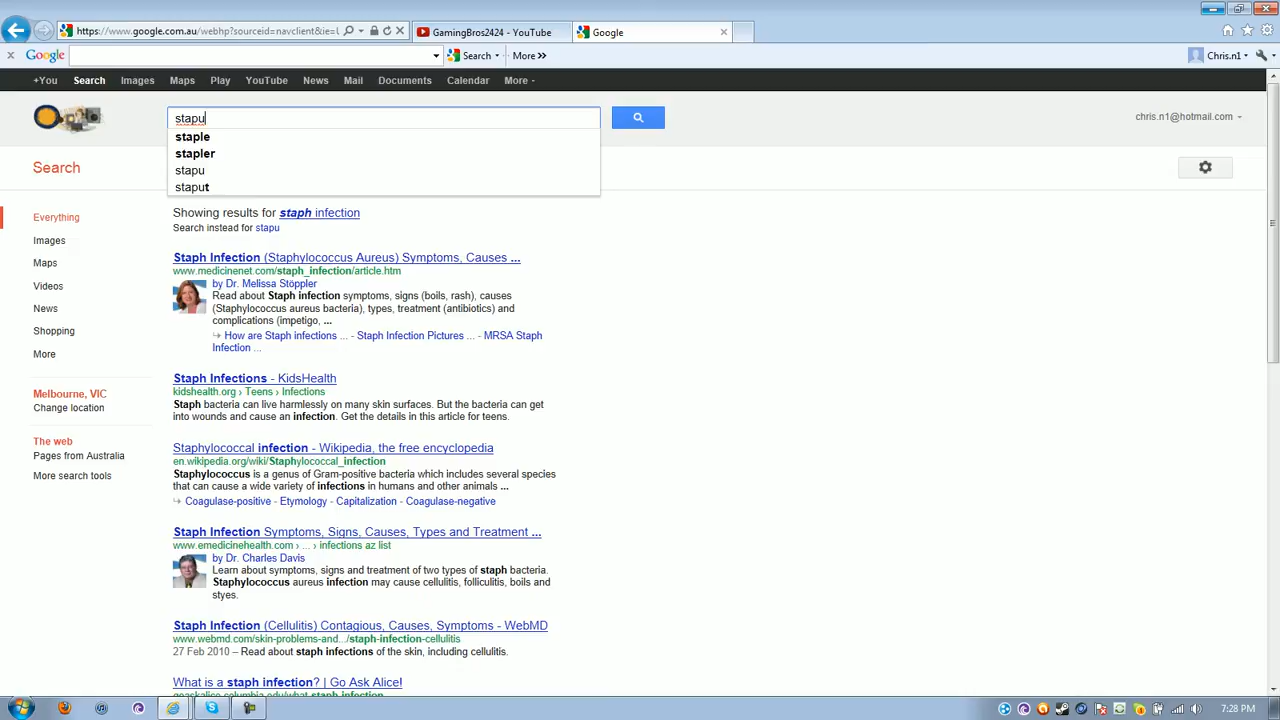 https://www.google.com.au/webhp?sourceid=navclient&ie=U
GamingBros2424 - YouTube
Google
Google
Search
More
Chris.n1
+You Search Images Maps Play YouTube News Mail Documents Calendar More
stapu
chris.n1@hotmail.com
staple
stapler
stapu
staput
Search
Everything
Images
Maps
Videos
News
Shopping
More
Melbourne, VIC
Change location
The web
Pages from Australia
More search tools
Showing results for staph infection
Search instead for stapu
Staph Infection (Staphylococcus Aureus) Symptoms, Causes ...
www.medicinenet.com/staph_infection/article.htm
by Dr. Melissa Stöppler
Read about Staph infection symptoms, signs (boils, rash), causes
(Staphylococcus aureus bacteria), types, treatment (antibiotics) and
complications (impetigo, ...
How are Staph infections ... - Staph Infection Pictures ... - MRSA Staph
Infection ...
Staph Infections - KidsHealth
kidshealth.org › Teens › Infections
Staph bacteria can live harmlessly on many skin surfaces. But the bacteria can get
into wounds and cause an infection. Get the details in this article for teens.
Staphylococcal infection - Wikipedia, the free encyclopedia
en.wikipedia.org/wiki/Staphylococcal_infection
Staphylococcus is a genus of Gram-positive bacteria which includes several species
that can cause a wide variety of infections in humans and other animals ...
Coagulase-positive - Etymology - Capitalization - Coagulase-negative
Staph Infection Symptoms, Signs, Causes, Types and Treatment ...
www.emedicinehealth.com › ... › infections az list
by Dr. Charles Davis
Learn about symptoms, signs and treatment of two types of staph bacteria.
Staphylococcus aureus infection may cause cellulitis, folliculitis, boils and
styes.
Staph Infection (Cellulitis) Contagious, Causes, Symptoms - WebMD
www.webmd.com/skin-problems-and.../staph-infection-cellulitis
27 Feb 2010 – Read about staph infections of the skin, including cellulitis.
What is a staph infection? | Go Ask Alice!
goaskalice.columbia.edu/what-staph-infection
7:28 PM